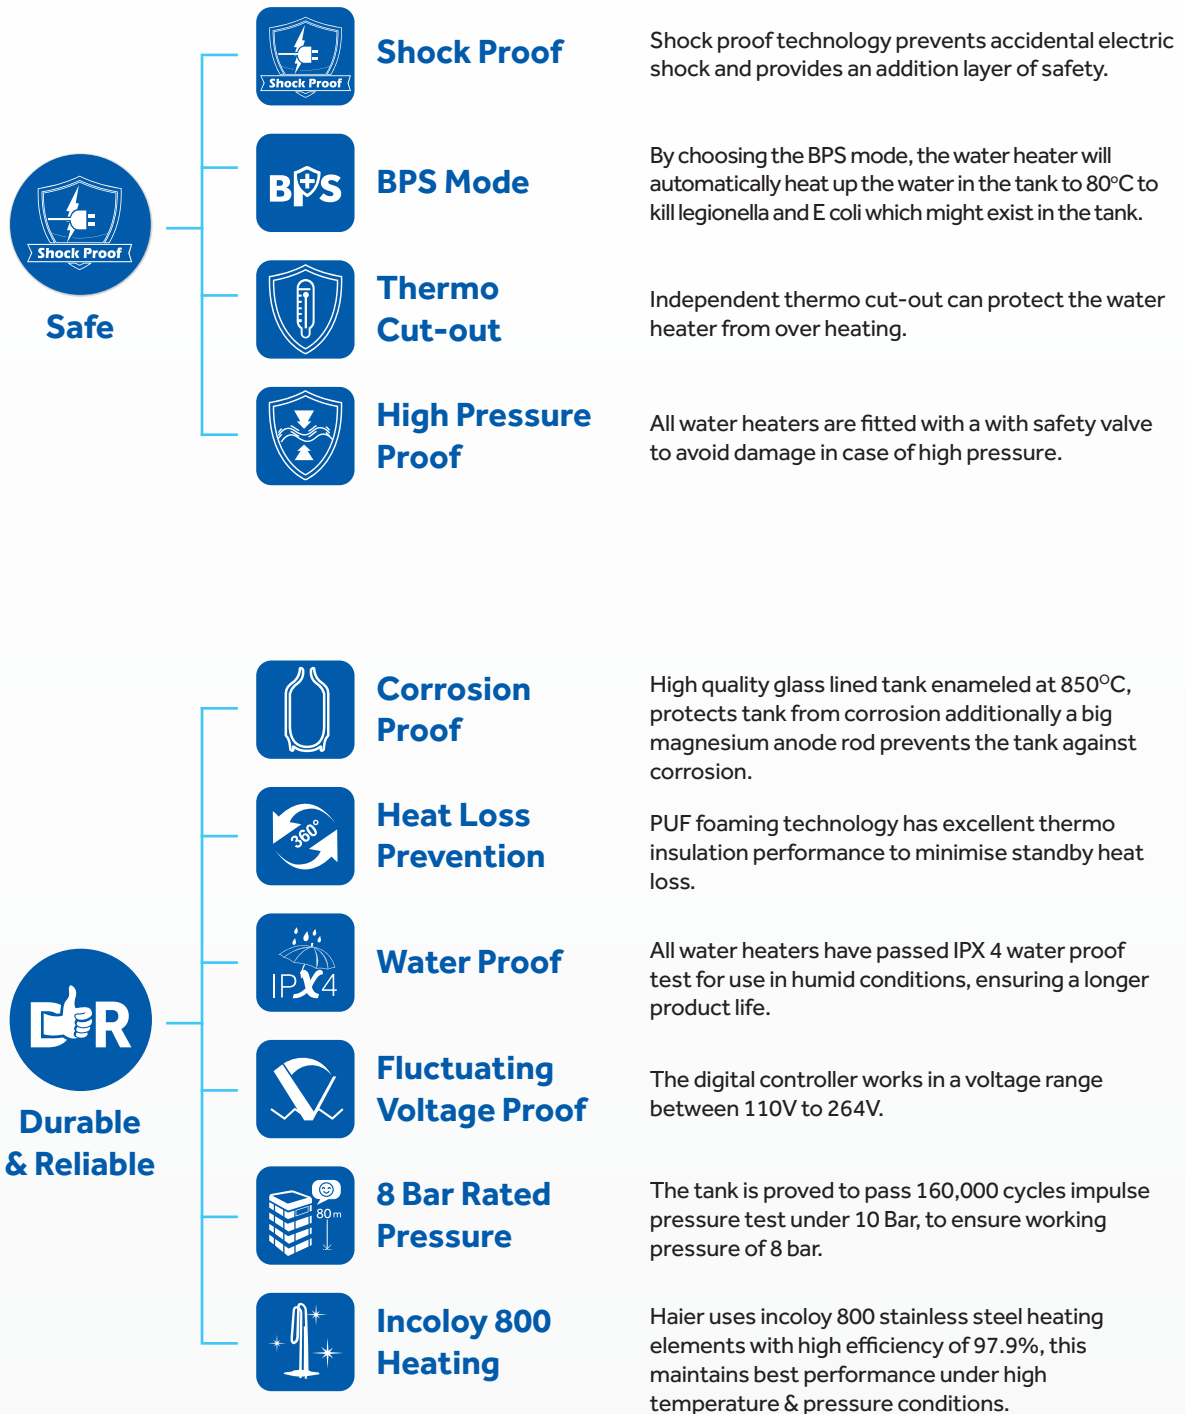 Shock Proof
Shock Proof
Shock proof technology prevents accidental electric
shock and provides an addition layer of safety.
BPS
BPS Mode
By choosing the BPS mode, the water heater will
automatically heat up the water in the tank to 80°C to
kill legionella and E coli which might exist in the tank.
Shock Proof
Safe
Thermo
Cut-out
Independent thermo cut-out can protect the water
heater from over heating.
High Pressure
Proof
All water heaters are fitted with a with safety valve
to avoid damage in case of high pressure.
Corrosion
Proof
High quality glass lined tank enameled at 850°C,
protects tank from corrosion additionally a big
magnesium anode rod prevents the tank against
corrosion.
360°
Heat Loss
Prevention
PUF foaming technology has excellent thermo
insulation performance to minimise standby heat
loss.
IPX4
Water Proof
All water heaters have passed IPX 4 water proof
test for use in humid conditions, ensuring a longer
product life.
D R
Durable
& Reliable
Fluctuating
Voltage Proof
The digital controller works in a voltage range
between 110V to 264V.
80m
8 Bar Rated
Pressure
The tank is proved to pass 160,000 cycles impulse
pressure test under 10 Bar, to ensure working
pressure of 8 bar.
Incoloy 800
Heating
Haier uses incoloy 800 stainless steel heating
elements with high efficiency of 97.9%, this
maintains best performance under high
temperature & pressure conditions.